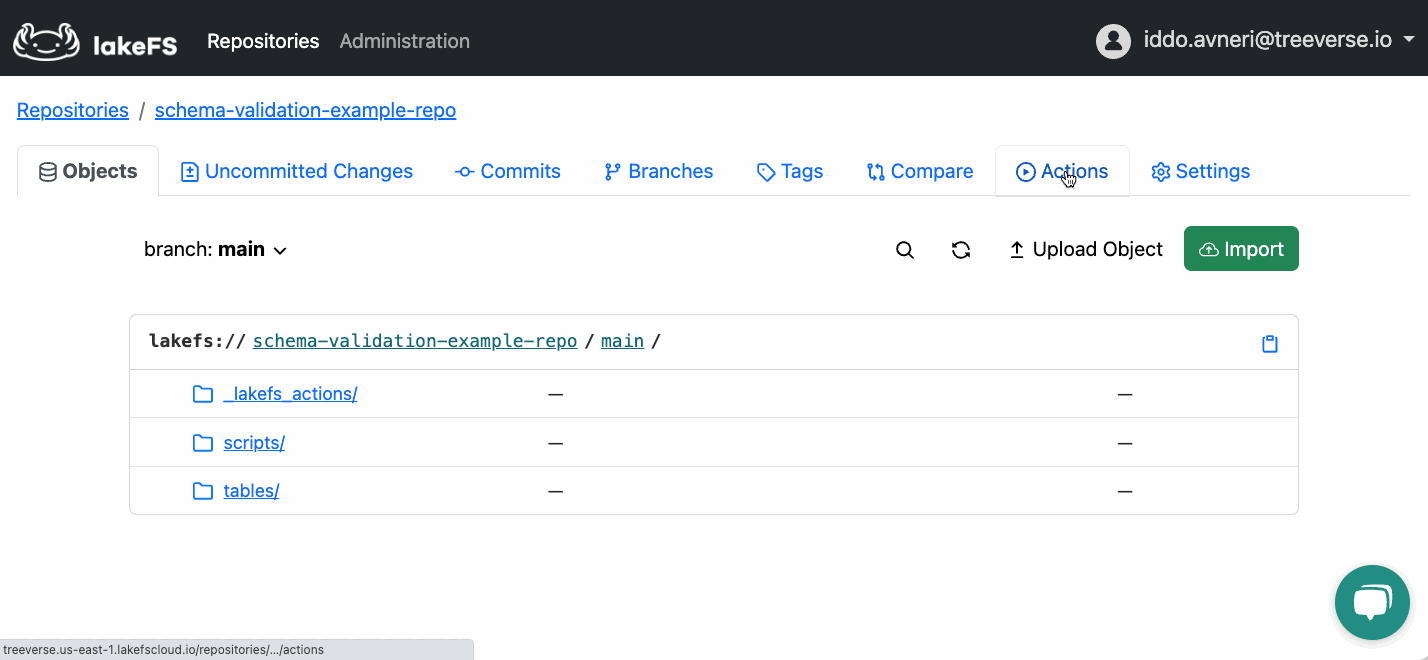 lakeFS Repositories Administration iddo.avneri@treeverse.io
Repositories / schema-validation-example-repo
Objects Uncommitted Changes Commits Branches Tags Compare Actions Settings
branch: main Upload Object Import
lakefs:// schema-validation-example-repo / main /
_lakefs_actions/ — —
scripts/ — —
tables/ — —
treeverse.us-east-1.lakefscloud.io/repositories/.../actions